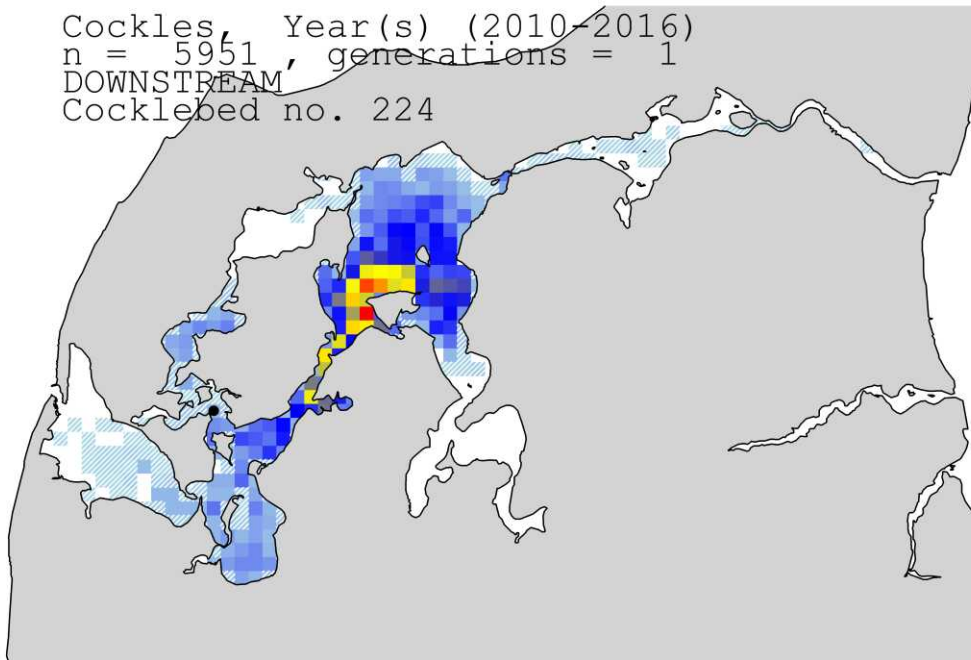 Cockles, Year(s) (2010-2016)
n = 5951 , generations = 1
DOWNSTREAM
Cocklebed no. 224